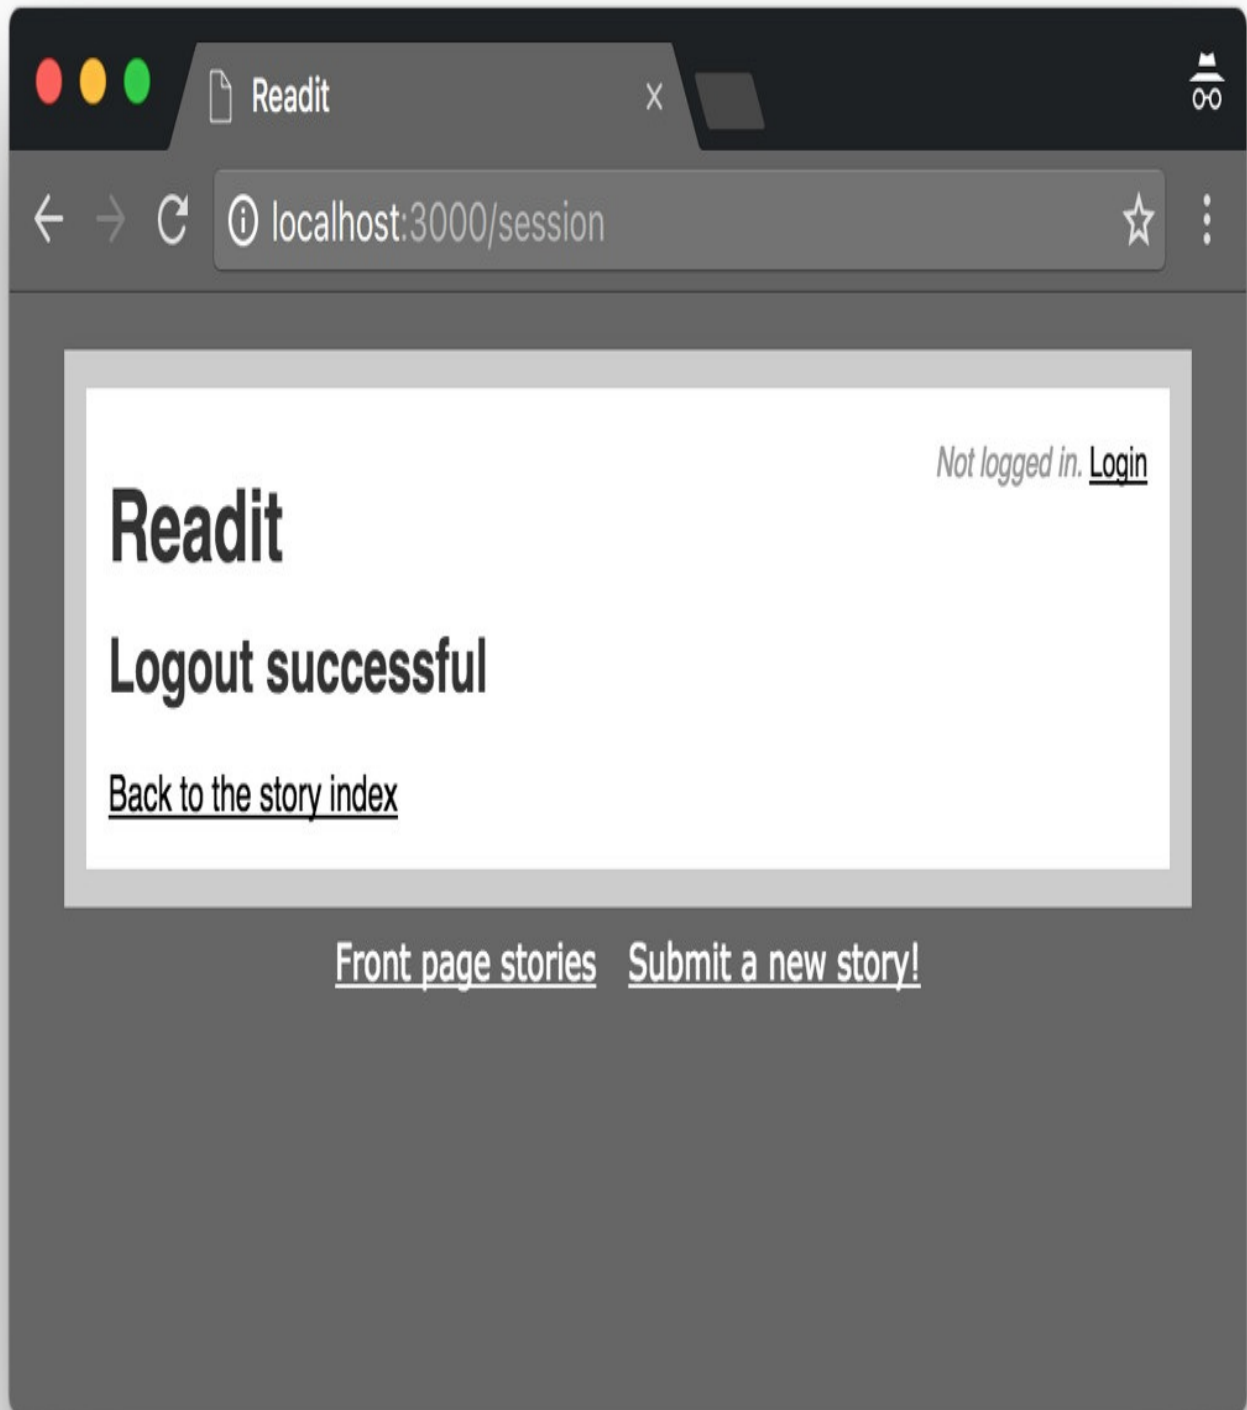 Readit
localhost:3000/session
Not logged in. Login
Readit
Logout successful
Back to the story index
Front page stories Submit a new story!